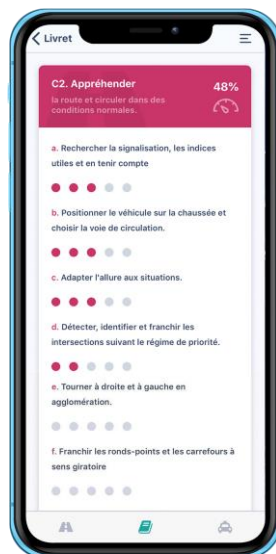 Livret
C2. Appréhender
48%
la route et circuler dans des
conditions normales.
a. Rechercher la signalisation, les indices
utiles et en tenir compte
b. Positionner le véhicule sur la chaussée et
choisir la voie de circulation.
c. Adapter l'allure aux situations.
d. Détecter, identifier et franchir les
intersections suivant le régime de priorité.
e. Tourner à droite et à gauche en
agglomération.
f. Franchir les ronds-points et les carrefours à
sens giratoire